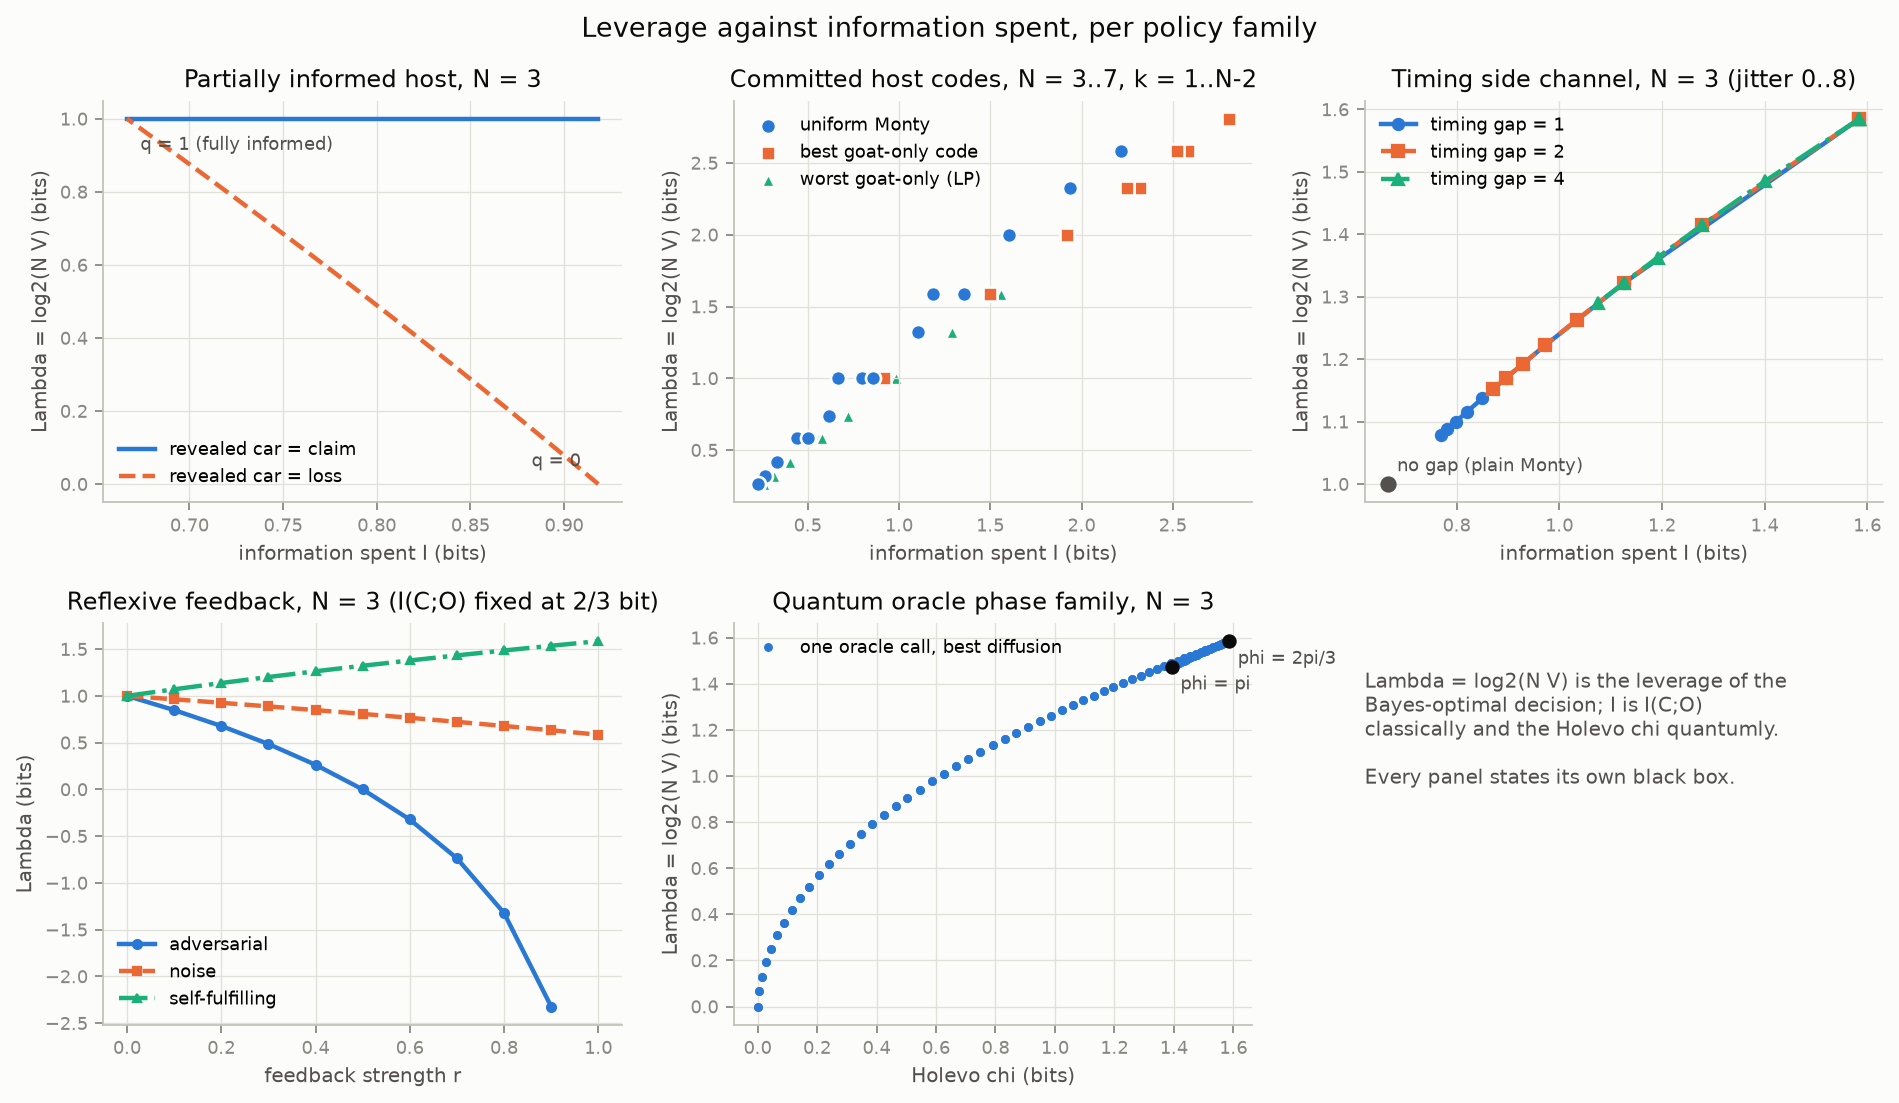 Leverage against information spent, per policy family
Partially informed host, N = 3
Lambda = log2(N V) (bits)
1.0
0.8
0.6
0.4
0.2
0.0
q = 1 (fully informed)
q = 0
revealed car = claim
revealed car = loss
0.70
0.75
0.80
0.85
0.90
information spent I (bits)
Committed host codes, N = 3..7, k = 1..N-2
Lambda = log2(N V) (bits)
2.5
2.0
1.5
1.0
0.5
uniform Monty
best goat-only code
worst goat-only (LP)
0.5
1.0
1.5
2.0
2.5
information spent I (bits)
Timing side channel, N = 3 (jitter 0..8)
Lambda = log2(N V) (bits)
1.6
1.5
1.4
1.3
1.2
1.1
1.0
timing gap = 1
timing gap = 2
timing gap = 4
no gap (plain Monty)
0.8
1.0
1.2
1.4
1.6
information spent I (bits)
Reflexive feedback, N = 3 (I(C;O) fixed at 2/3 bit)
Lambda (bits)
1.5
1.0
0.5
0.0
−0.5
−1.0
−1.5
−2.0
−2.5
adversarial
noise
self-fulfilling
0.0
0.2
0.4
0.6
0.8
1.0
feedback strength r
Quantum oracle phase family, N = 3
Lambda = log2(N V) (bits)
1.6
1.4
1.2
1.0
0.8
0.6
0.4
0.2
0.0
one oracle call, best diffusion
phi = 2pi/3
phi = pi
0.0
0.2
0.4
0.6
0.8
1.0
1.2
1.4
1.6
Holevo chi (bits)
Lambda = log2(N V) is the leverage of the
Bayes-optimal decision; I is I(C;O)
classically and the Holevo chi quantumly.
Every panel states its own black box.